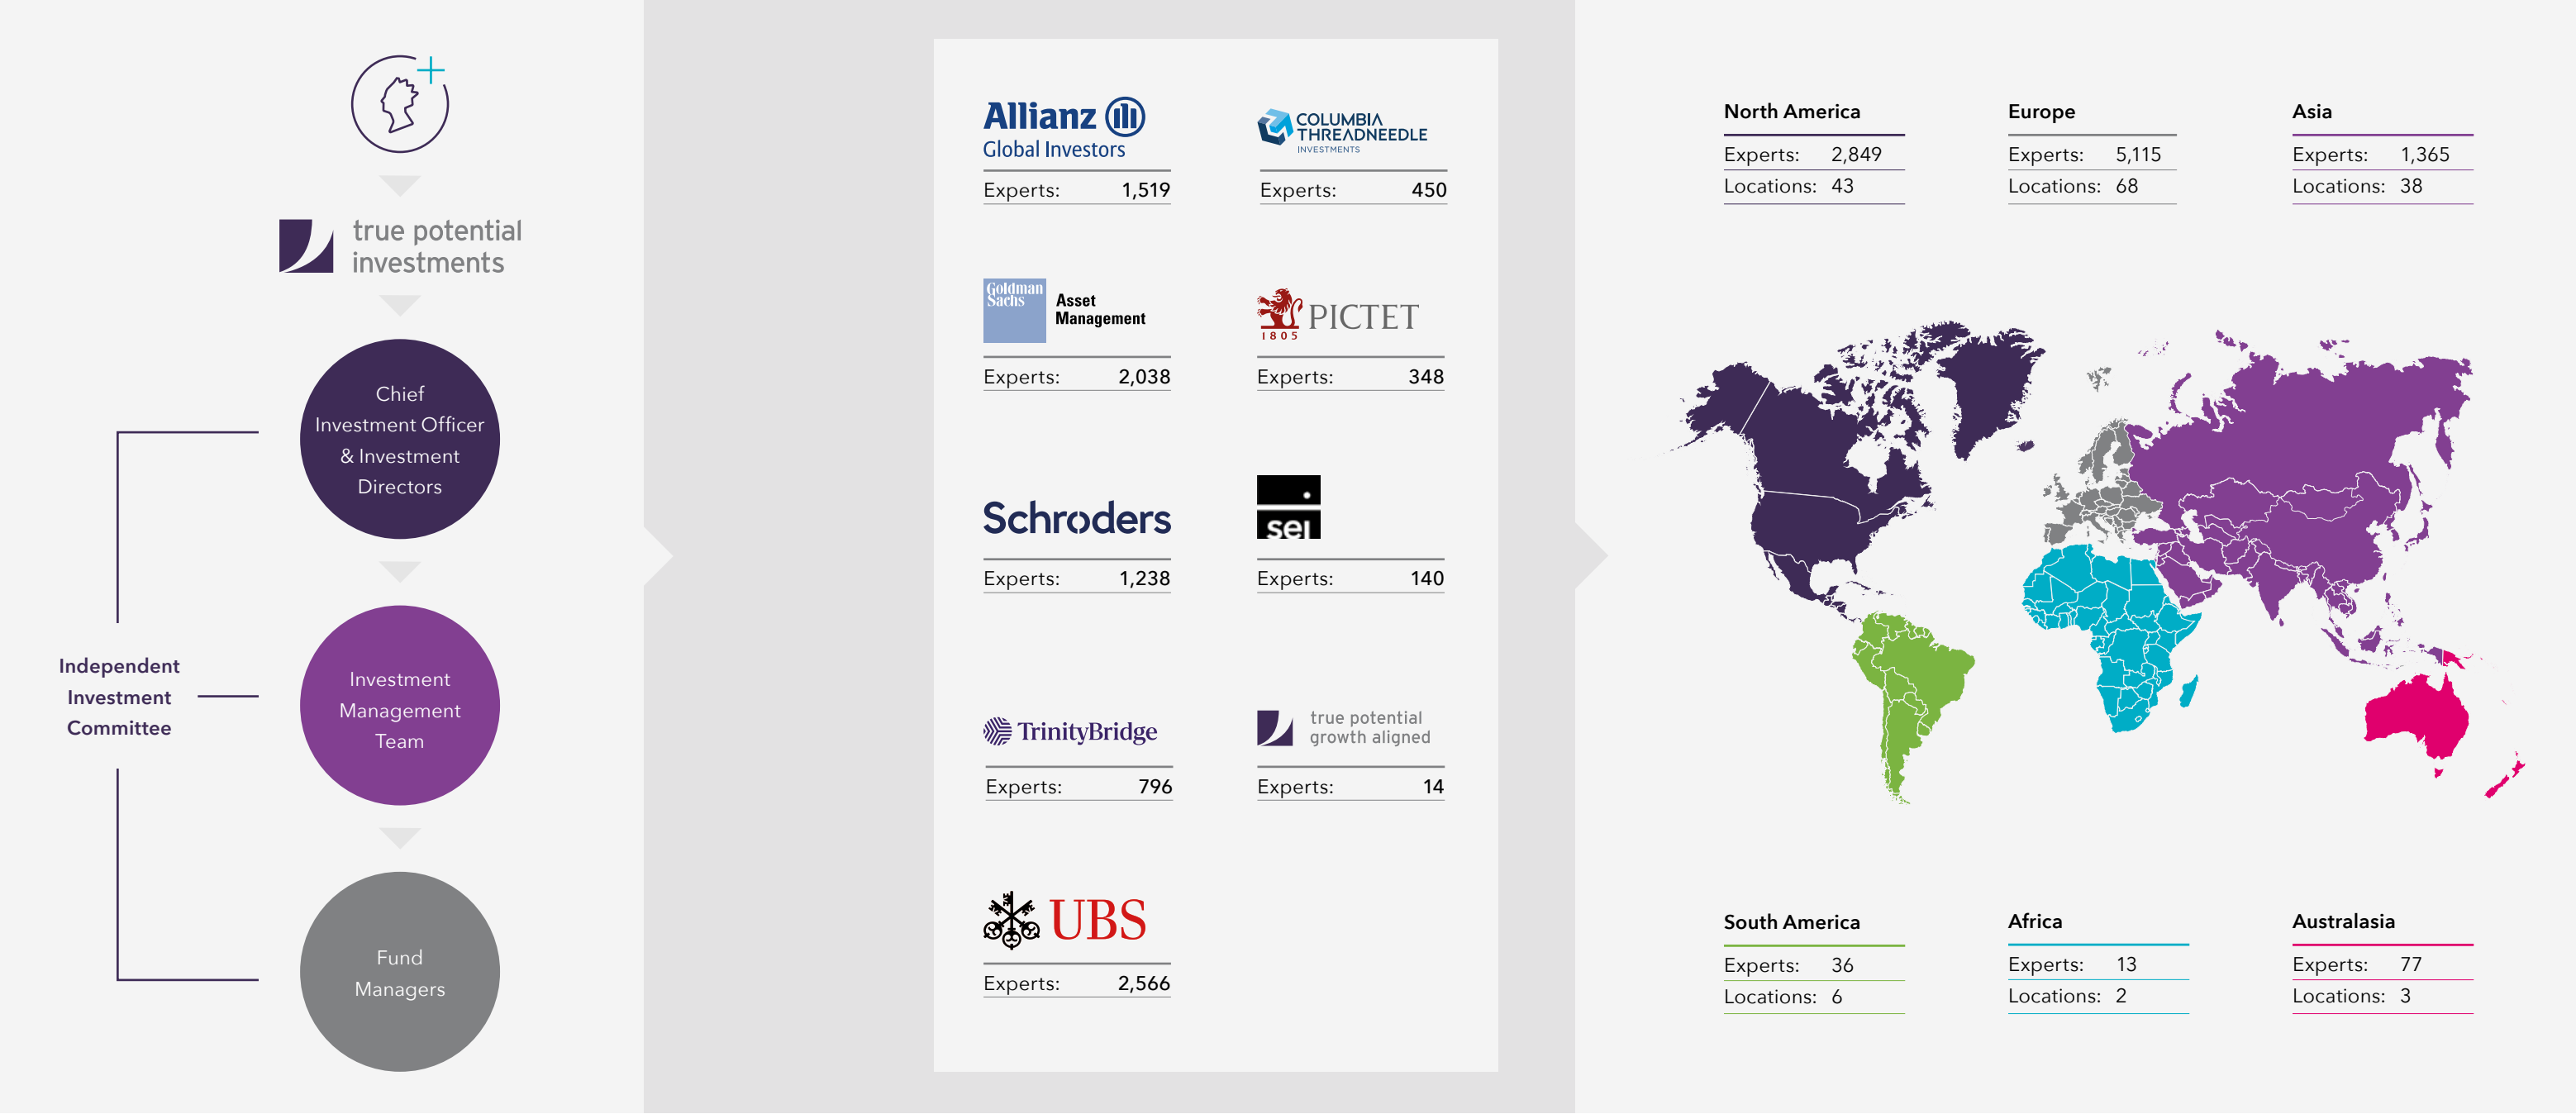 true potential
investments
Chief
Investment Officer
& Investment
Directors
Independent
Investment
Committee
Investment
Management
Team
Fund
Managers
Allianz
Global Investors
Experts: 1,519
COLUMBIA
THREADNEEDLE
INVESTMENTS
Experts: 450
Goldman
Sachs
Asset
Management
Experts: 2,038
1805
PICTET
Experts: 348
Schroders
Experts: 1,238
sei
Experts: 140
TrinityBridge
Experts: 796
true potential
growth aligned
Experts: 14
UBS
Experts: 2,566
North America
Experts: 2,849
Locations: 43
Europe
Experts: 5,115
Locations: 68
Asia
Experts: 1,365
Locations: 38
South America
Experts: 36
Locations: 6
Africa
Experts: 13
Locations: 2
Australasia
Experts: 77
Locations: 3